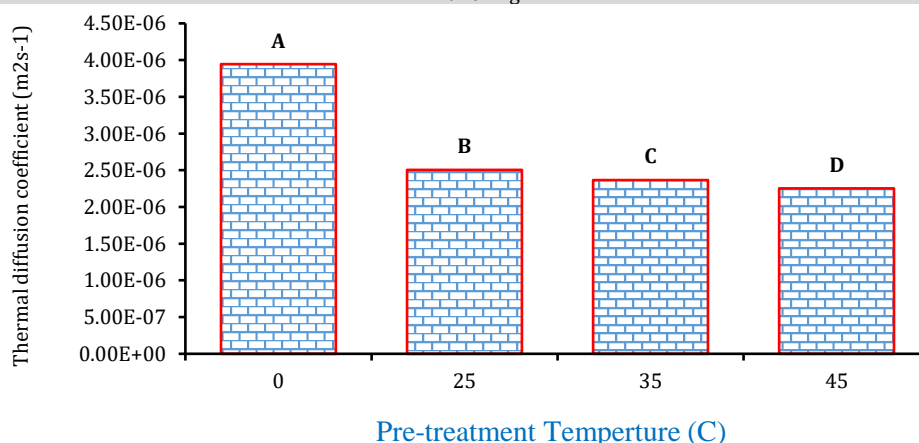 4.50E-06
4.00E-06
3.50E-06
3.00E-06
2.50E-06
2.00E-06
1.50E-06
1.00E-06
5.00E-07
0.00E+00
Thermal diffusion coefficient (m2s-1)
A
B
C
D
0 25 35 45
Pre-treatment Temperture (C)